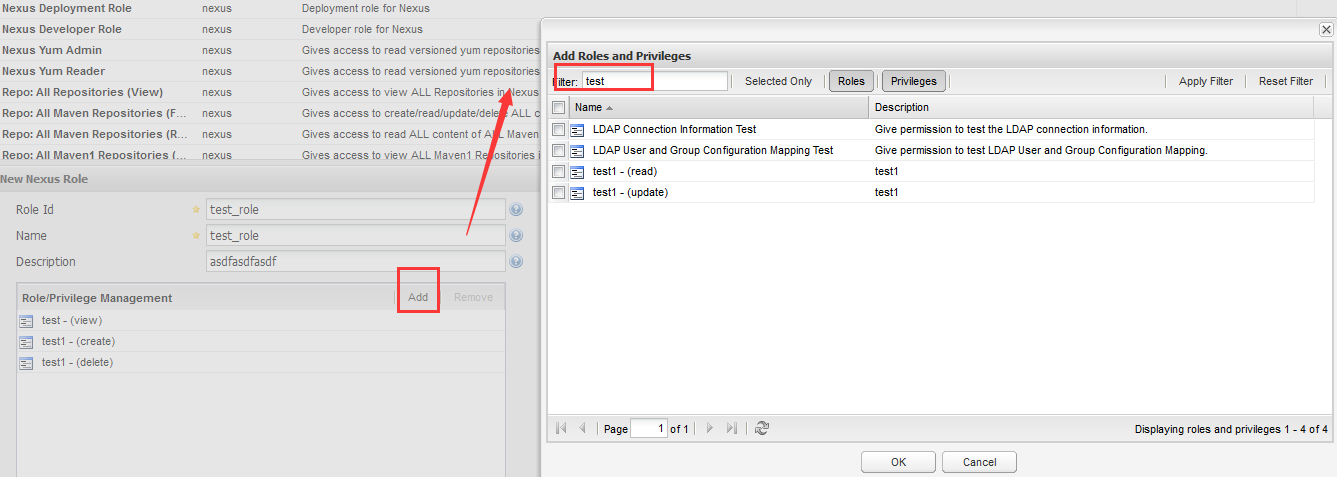 Nexus Deployment Role nexus Deployment role for Nexus
Nexus Developer Role nexus Developer role for Nexus
Nexus Yum Admin nexus Gives access to read versioned yum repositories
Nexus Yum Reader nexus Gives access to read versioned yum repositories
Repo: All Repositories (View) nexus Gives access to view ALL Repositories in Nexus
Repo: All Maven Repositories (F... nexus Gives access to create/read/update/delete ALL c
Repo: All Maven Repositories (R... nexus Gives access to read ALL content of ALL Maven
Repo: All Maven1 Repositories (... nexus Gives access to view ALL Maven1 Repositories i
New Nexus Role
Role Id test_role
Name test_role
Description asdfasdfasdf
Role/Privilege Management Add Remove
test - (view)
test1 - (create)
test1 - (delete)
Add Roles and Privileges
Filter: test Selected Only Roles Privileges Apply Filter Reset Filter
Name Description
LDAP Connection Information Test Give permission to test the LDAP connection information.
LDAP User and Group Configuration Mapping Test Give permission to test LDAP User and Group Configuration Mapping.
test1 - (read) test1
test1 - (update) test1
Page 1 of 1 Displaying roles and privileges 1 - 4 of 4
OK Cancel